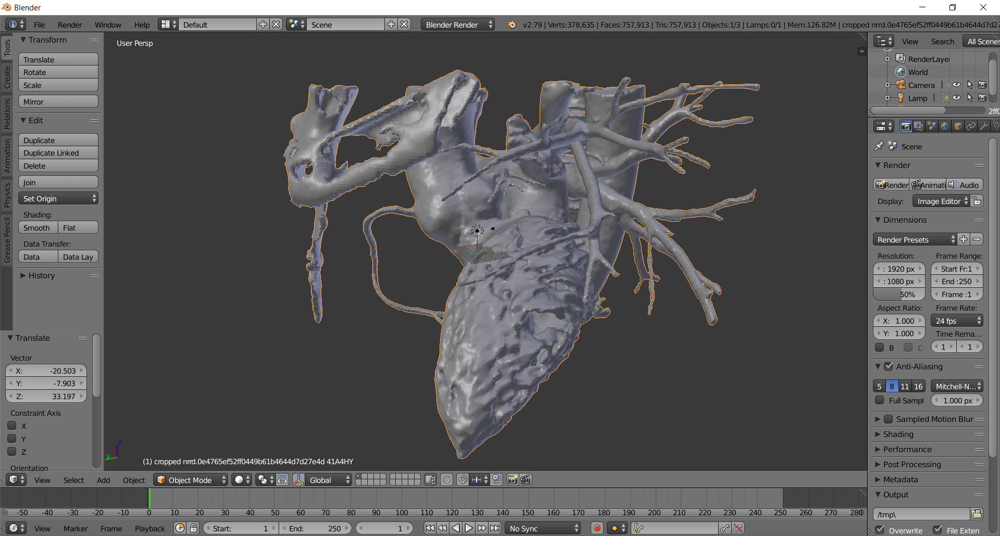 Blender
File Render Window Help Default Scene Blender Render v2.79 | Verts:378,635 | Faces:757,913 | Tris:757,913 | Objects:1/3 | Lamps:0/1 | Mem:126.82M | cropped nrrd.0e4765ef52ff0449b61b4644d7d27
Tools
Create
Relations
Animation
Physics
Grease Pencil
Transform
Translate
Rotate
Scale
Mirror
Edit
Duplicate
Duplicate Linked
Delete
Join
Set Origin
Shading:
Smooth Flat
Data Transfer:
Data Data Lay
History
Translate
Vector
X: -20.503
Y: -7.903
Z: 33.197
Constraint Axis
X
Y
Z
Orientation
User Persp
z
y
(1) cropped nrrd.0e4765ef52ff0449b61b4644d7d27e4d 41A4HY
View Select Add Object Object Mode Global
-50 -40 -30 -20 -10 0 10 20 30 40 50 60 70 80 90 100 110 120 130 140 150 160 170 180 190 200 210 220 230 240 250 260 270 280
View Marker Frame Playback Start: 1 End: 250 1 No Sync
View Search All Scenes
RenderLayer
World
Camera
Lamp
2ff0
Scene
Render
Render Animati Audio
Display: Image Editor
Dimensions
Render Presets
Resolution: Frame Range:
: 1920 px Start Fr:1
: 1080 px End :250
50% Frame :1
Aspect Ratio: Frame Rate:
X: 1.000 24 fps
Y: 1.000 Time Rema...
B C 1 1
Anti-Aliasing
5 8 11 16 Mitchell-N...
Full Sampl 1.000 px
Sampled Motion Blur
Shading
Performance
Post Processing
Metadata
Output
/tmp\
Overwrite File Exten